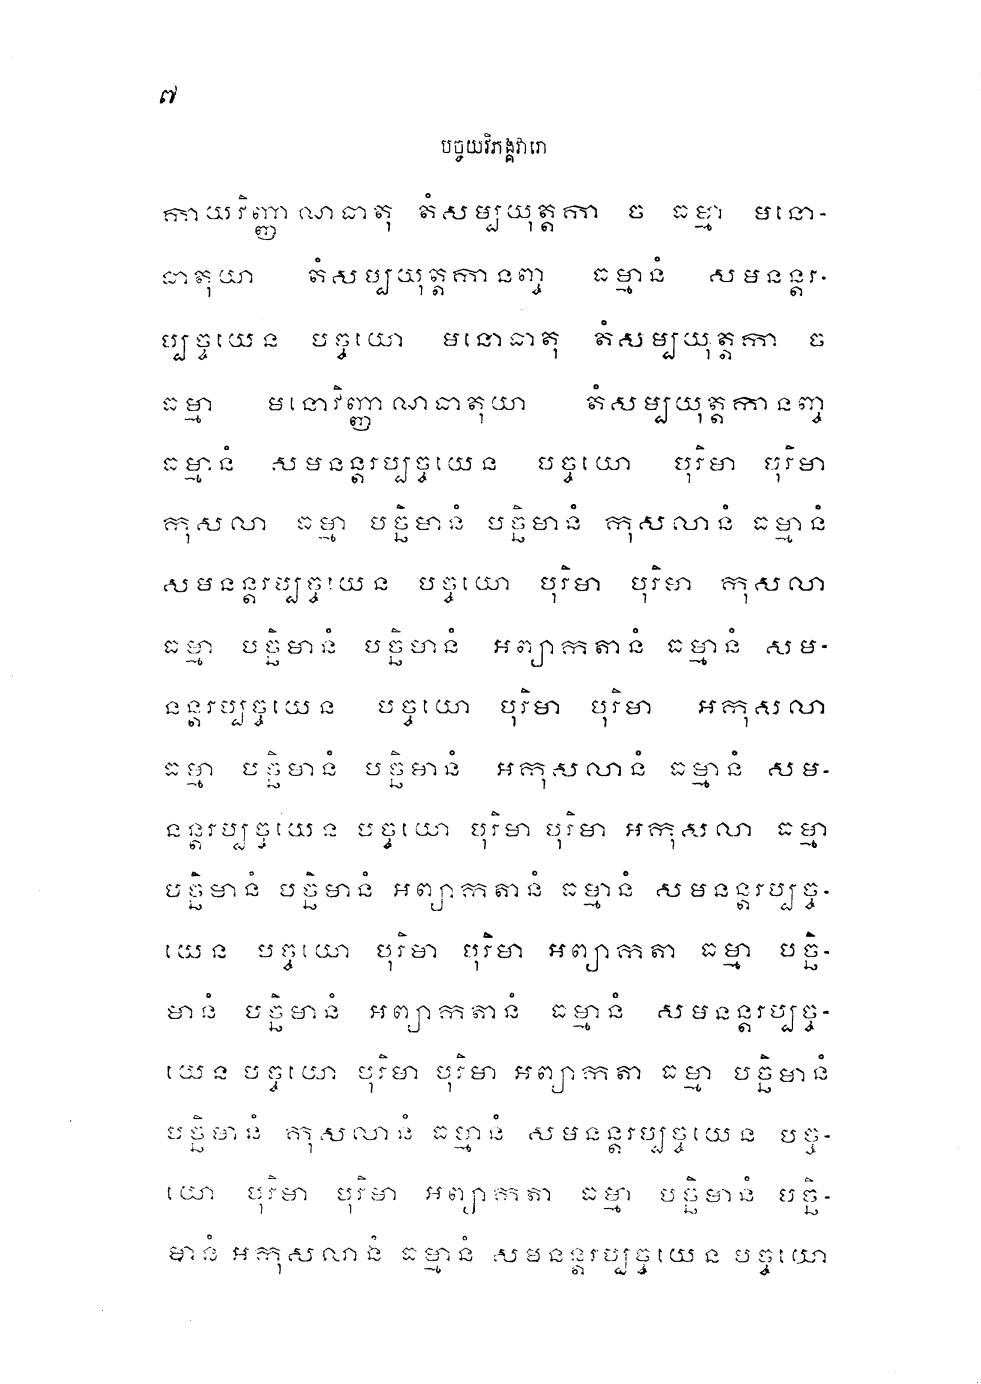 ៧
បច្ចយវិភង្គវារោ
កាយវិញ្ញាណធាតុ តំសម្បយុត្តកា ច ធម្មា មនោ-
ធាតុយា តំសម្បយុត្តកានញ្ច ធម្មានំ សមនន្តរ-
ប្បច្ចយេន បច្ចយោ មនោធាតុ តំសម្បយុត្តកា ច
ធម្មា មនោវិញ្ញាណធាតុយា តំសម្បយុត្តកានញ្ច
ធម្មានំ សមនន្តរប្បច្ចយេន បច្ចយោ បុរិមា បុរិមា
កុសលា ធម្មា បច្ឆិមានំ បច្ឆិមានំ កុសលានំ ធម្មានំ
សមនន្តរប្បច្ចយេន បច្ចយោ បុរិមា បុរិមា កុសលា
ធម្មា បច្ឆិមានំ បច្ឆិមានំ អព្យាកតានំ ធម្មានំ សម-
នន្តរប្បច្ចយេន បច្ចយោ បុរិមា បុរិមា អកុសលា
ធម្មា បច្ឆិមានំ បច្ឆិមានំ អកុសលានំ ធម្មានំ សម-
នន្តរប្បច្ចយេន បច្ចយោ បុរិមា បុរិមា អកុសលា ធម្មា
បច្ឆិមានំ បច្ឆិមានំ អព្យាកតានំ ធម្មានំ សមនន្តរប្បច្ច-
យេន បច្ចយោ បុរិមា បុរិមា អព្យាកតា ធម្មា បច្ឆិ-
មានំ បច្ឆិមានំ អព្យាកតានំ ធម្មានំ សមនន្តរប្បច្ច-
យេន បច្ចយោ បុរិមា បុរិមា អព្យាកតា ធម្មា បច្ឆិមានំ
បច្ឆិមានំ កុសលានំ ធម្មានំ សមនន្តរប្បច្ចយេន បច្ច-
យោ បុរិមា បុរិមា អព្យាកតា ធម្មា បច្ឆិមានំ បច្ឆិ-
មានំ អកុសលានំ ធម្មានំ សមនន្តរប្បច្ចយេន បច្ចយោ